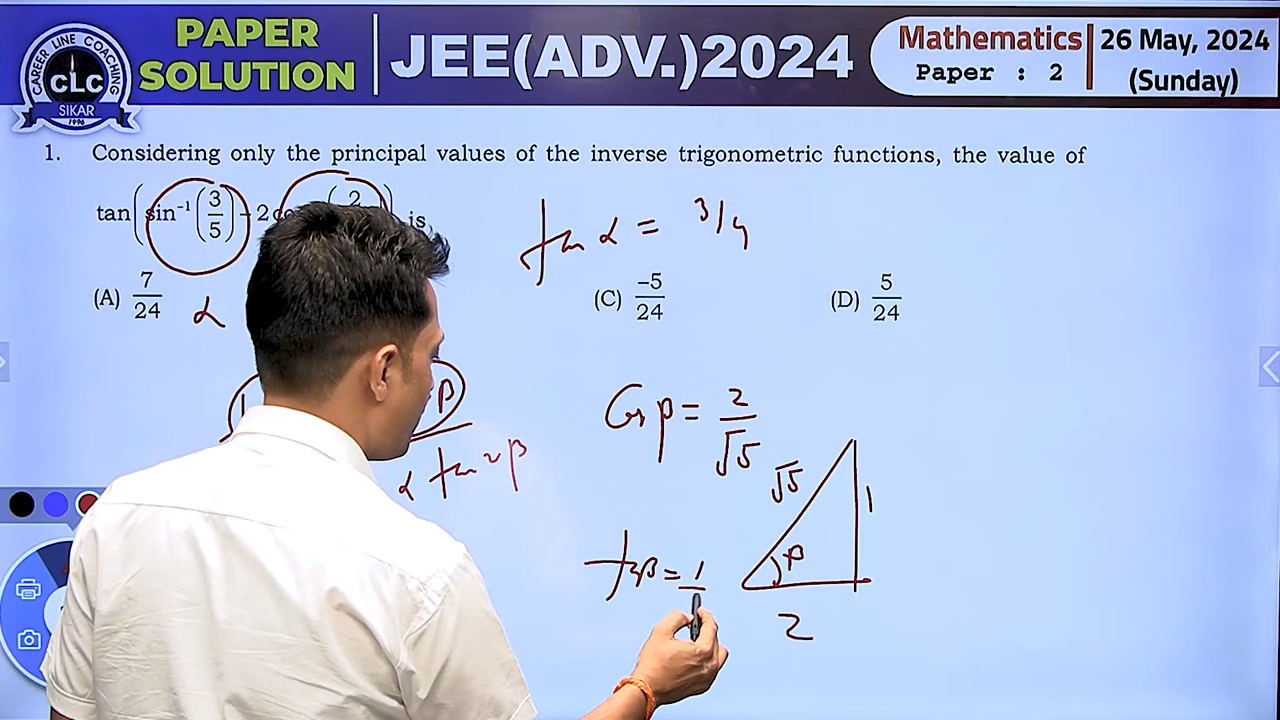 CAREER LINE COACHING
CLC
SIKAR
1996
PAPER
SOLUTION
JEE(ADV.)2024
Mathematics
Paper : 2
26 May, 2024
(Sunday)
1. Considering only the principal values of the inverse trigonometric functions, the value of
tan(sin⁻¹(3/5) - 2co (2 ) is,
tan α = 3/4
(A) 7/24
(C) -5/24
(D) 5/24
α
β
α tan 2β
Cos β = 2/√5
√5
1
β
tan β = 1
2